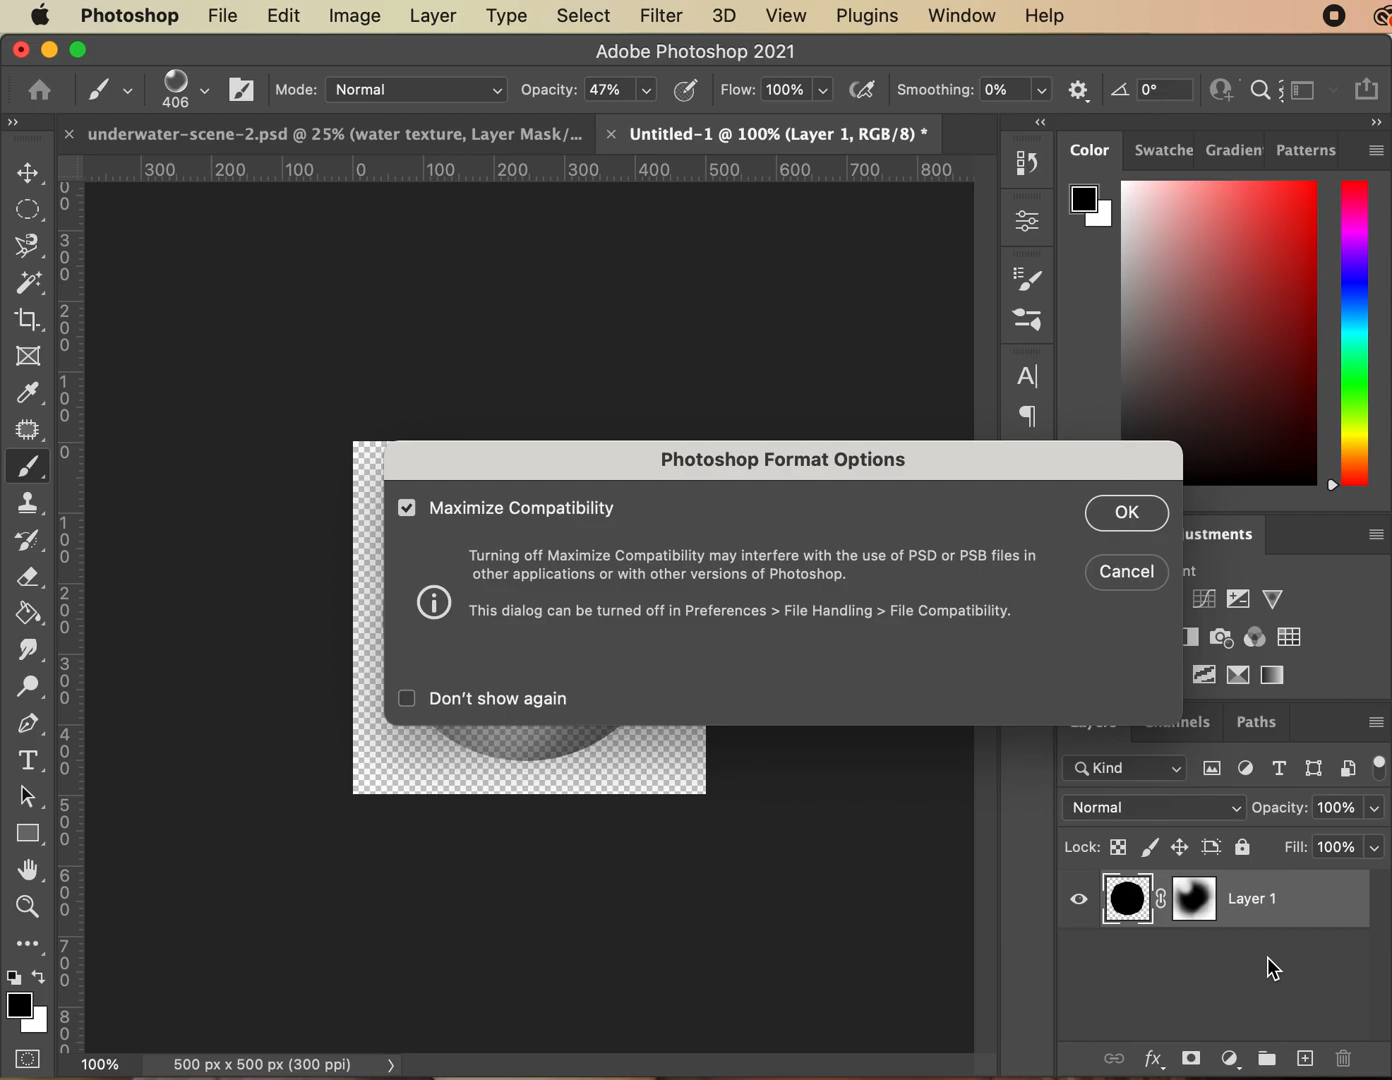 Photoshop File Edit Image Layer Type Select Filter 3D View Plugins Window Help
Adobe Photoshop 2021
406 Mode: Normal Opacity: 47% Flow: 100% Smoothing: 0% 0°
underwater-scene-2.psd @ 25% (water texture, Layer Mask/... Untitled-1 @ 100% (Layer 1, RGB/8) *
Color Swatche Gradien Patterns
300 200 100 0 100 200 300 400 500 600 700 800
0
0
3
0
0
2
0
0
1
0
0
0
1
0
0
2
0
0
3
0
0
4
0
0
5
0
0
6
0
0
7
0
0
8
0
0
Photoshop Format Options
Maximize Compatibility
OK
Turning off Maximize Compatibility may interfere with the use of PSD or PSB files in
other applications or with other versions of Photoshop.
Cancel
This dialog can be turned off in Preferences > File Handling > File Compatibility.
Don't show again
justments
nt
Layers Channels Paths
Kind
Normal Opacity: 100%
Lock: Fill: 100%
Layer 1
100% 500 px x 500 px (300 ppi)
fx